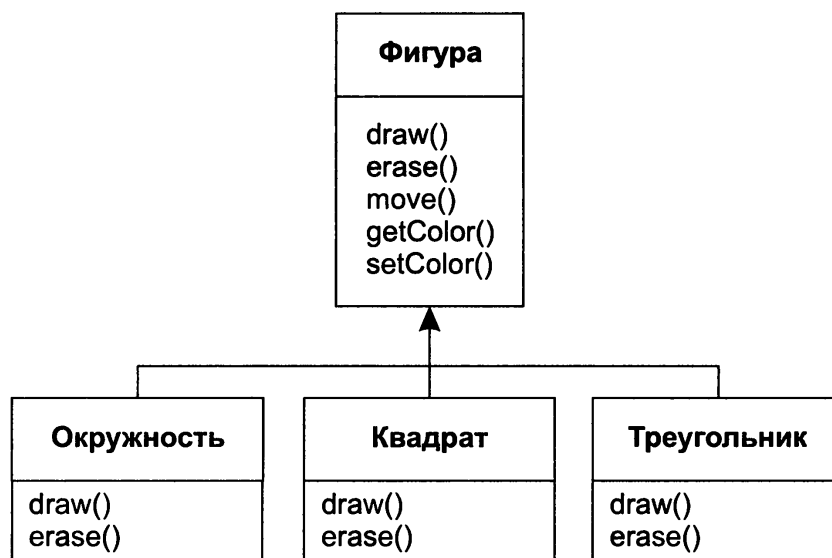 Фигура
draw()
erase()
move()
getColor()
setColor()
Окружность
draw()
erase()
Квадрат
draw()
erase()
Треугольник
draw()
erase()